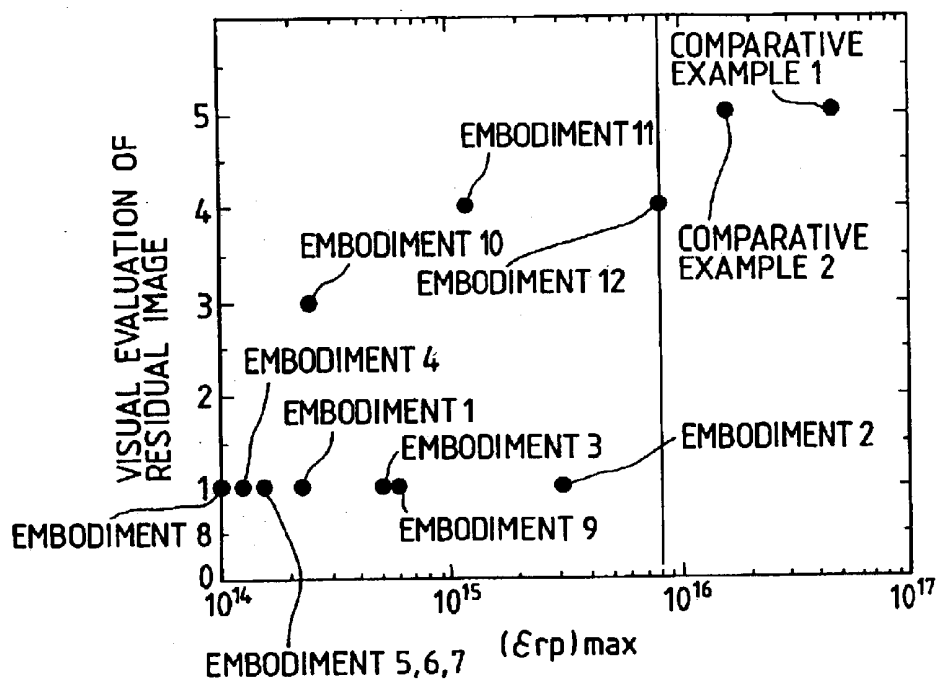 COMPARATIVE
EXAMPLE 1
EMBODIMENT 11
EMBODIMENT 10
EMBODIMENT 12
COMPARATIVE
EXAMPLE 2
EMBODIMENT 4
EMBODIMENT 1
EMBODIMENT 3
EMBODIMENT 2
EMBODIMENT 8
EMBODIMENT 9
EMBODIMENT 5,6,7
VISUAL EVALUATION OF
RESIDUAL IMAGE
5
4
3
2
1
0
10^14
10^15
10^16
10^17
(εrp)max